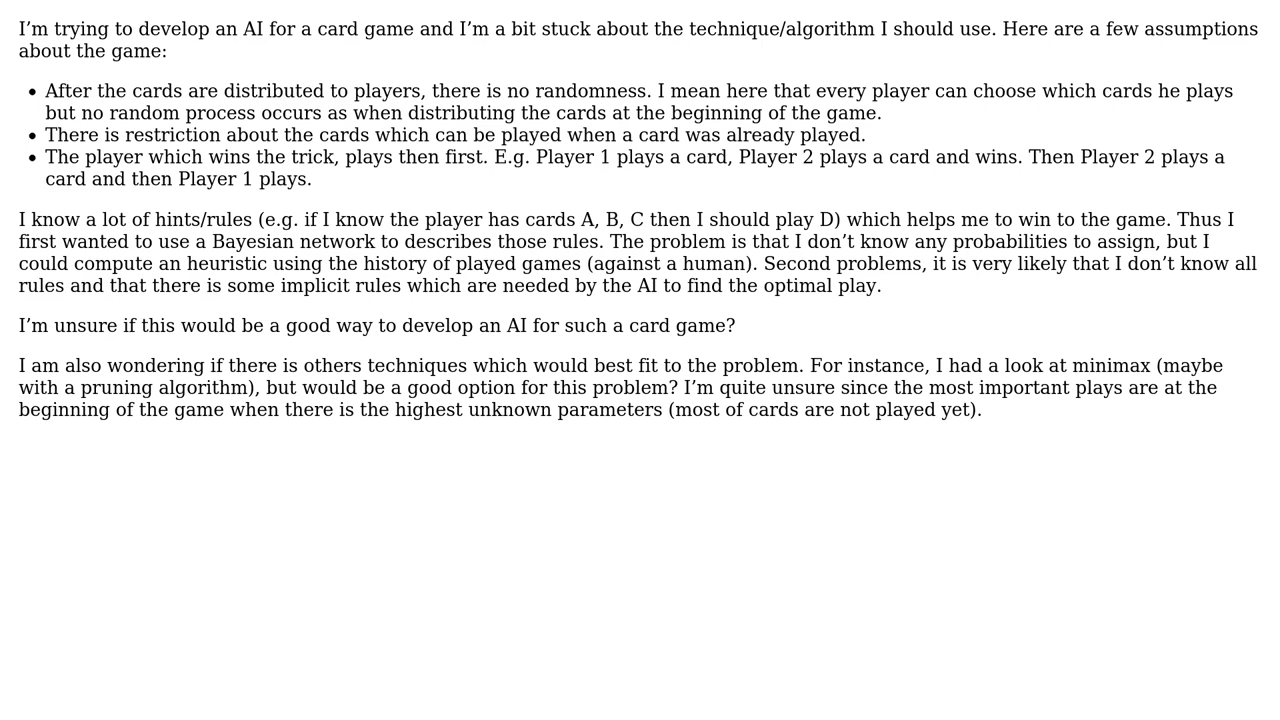 I’m trying to develop an AI for a card game and I’m a bit stuck about the technique/algorithm I should use. Here are a few assumptions
about the game:
• After the cards are distributed to players, there is no randomness. I mean here that every player can choose which cards he plays
but no random process occurs as when distributing the cards at the beginning of the game.
• There is restriction about the cards which can be played when a card was already played.
• The player which wins the trick, plays then first. E.g. Player 1 plays a card, Player 2 plays a card and wins. Then Player 2 plays a
card and then Player 1 plays.
I know a lot of hints/rules (e.g. if I know the player has cards A, B, C then I should play D) which helps me to win to the game. Thus I
first wanted to use a Bayesian network to describes those rules. The problem is that I don’t know any probabilities to assign, but I
could compute an heuristic using the history of played games (against a human). Second problems, it is very likely that I don’t know all
rules and that there is some implicit rules which are needed by the AI to find the optimal play.
I’m unsure if this would be a good way to develop an AI for such a card game?
I am also wondering if there is others techniques which would best fit to the problem. For instance, I had a look at minimax (maybe
with a pruning algorithm), but would be a good option for this problem? I’m quite unsure since the most important plays are at the
beginning of the game when there is the highest unknown parameters (most of cards are not played yet).